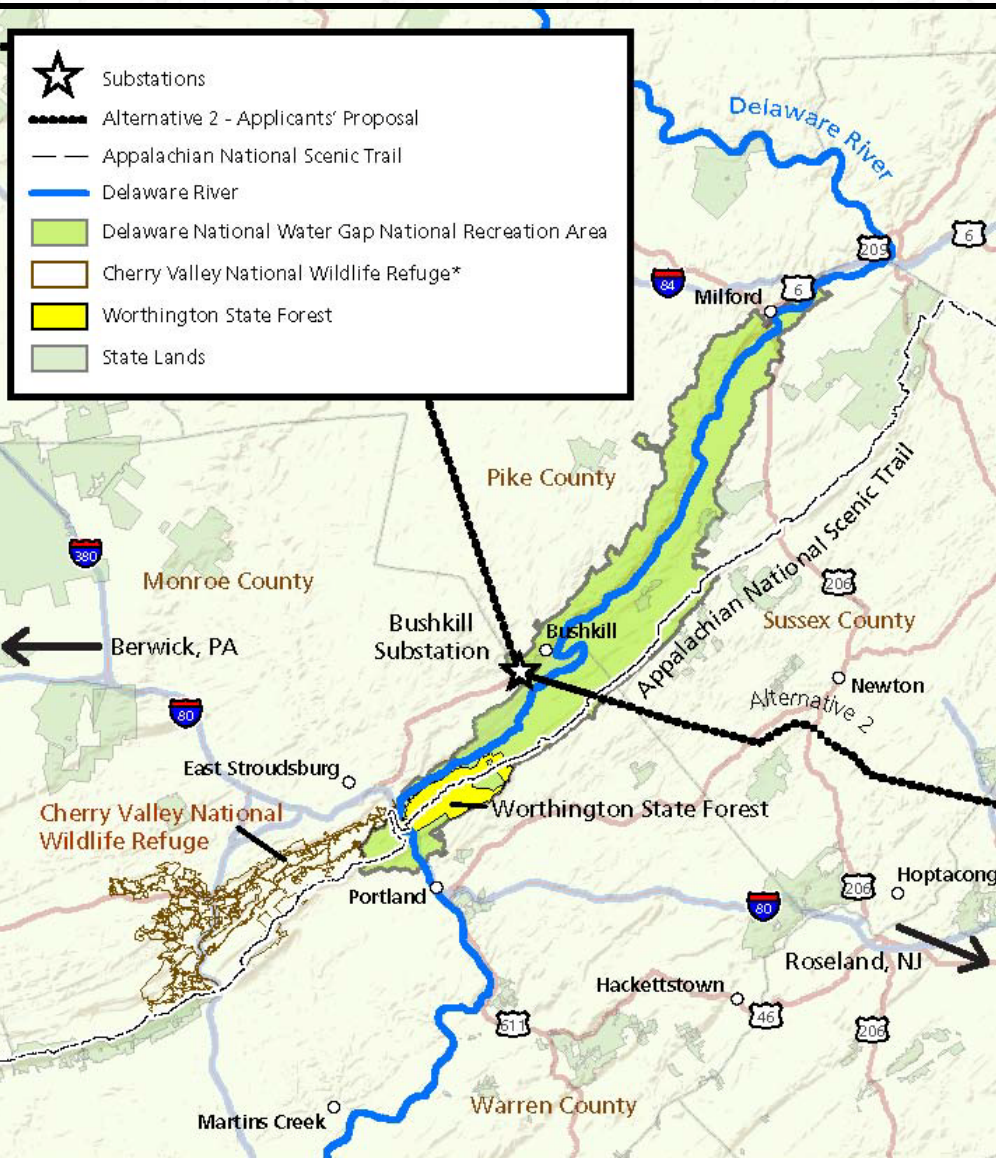 Substations
Alternative 2 - Applicants' Proposal
Appalachian National Scenic Trail
Delaware River
Delaware National Water Gap National Recreation Area
Cherry Valley National Wildlife Refuge*
Worthington State Forest
State Lands
Delaware River
209
6
84
6
Milford
Pike County
Appalachian National Scenic Trail
380
Monroe County
206
Bushkill
Substation
Bushkill
Sussex County
Berwick, PA
Newton
Alternative 2
80
East Stroudsburg
Cherry Valley National
Wildlife Refuge
Worthington State Forest
Portland
80
206
Hoptacong
Roseland, NJ
Hackettstown
46
611
206
Warren County
Martins Creek